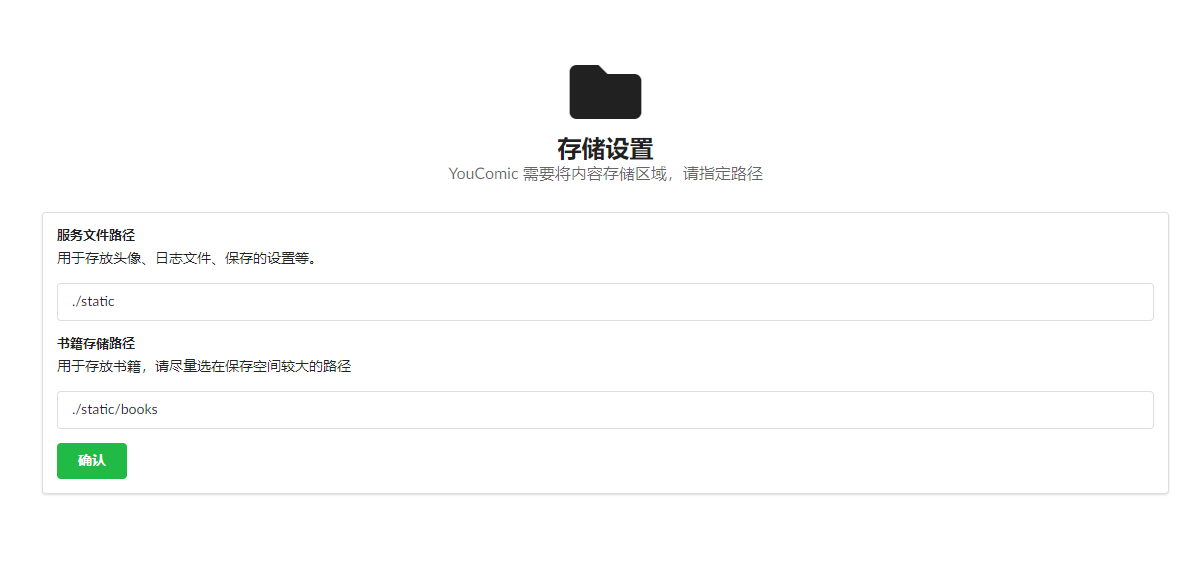 存储设置
YouComic 需要将内容存储区域，请指定路径
服务文件路径
用于存放头像、日志文件、保存的设置等。
./static
书籍存储路径
用于存放书籍，请尽量选在保存空间较大的路径
./static/books
确认